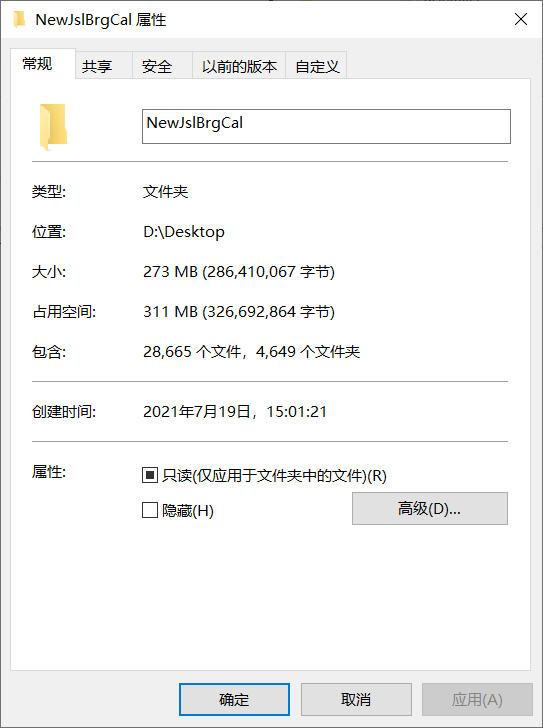 NewJslBrgCal 属性
常规 共享 安全 以前的版本 自定义
NewJslBrgCal
类型: 文件夹
位置: D:\Desktop
大小: 273 MB (286,410,067 字节)
占用空间: 311 MB (326,692,864 字节)
包含: 28,665 个文件，4,649 个文件夹
创建时间: 2021年7月19日，15:01:21
属性: 只读(仅应用于文件夹中的文件)(R)
隐藏(H) 高级(D)...
确定 取消 应用(A)